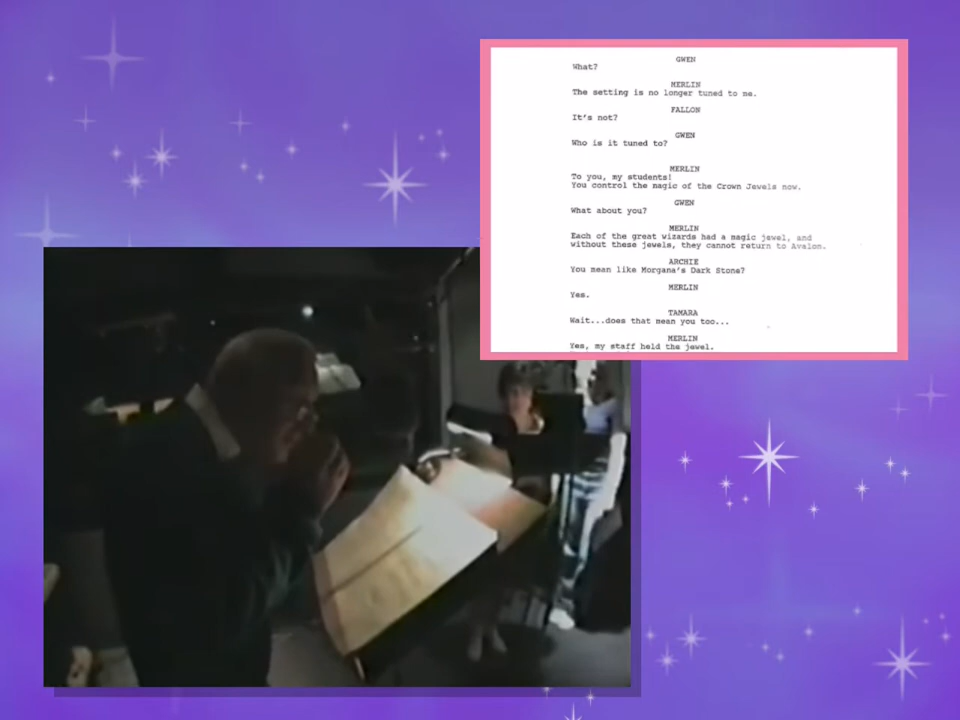 GWEN
What?
MERLIN
The setting is no longer tuned to me.
FALLON
It's not?
GWEN
Who is it tuned to?
MERLIN
To you, my students!
You control the magic of the Crown Jewels now.
GWEN
What about you?
MERLIN
Each of the great wizards had a magic jewel, and
without these jewels, they cannot return to Avalon.
ARCHIE
You mean like Morgana's Dark Stone?
MERLIN
Yes.
TAMARA
Wait...does that mean you too...
MERLIN
Yes, my staff held the jewel.